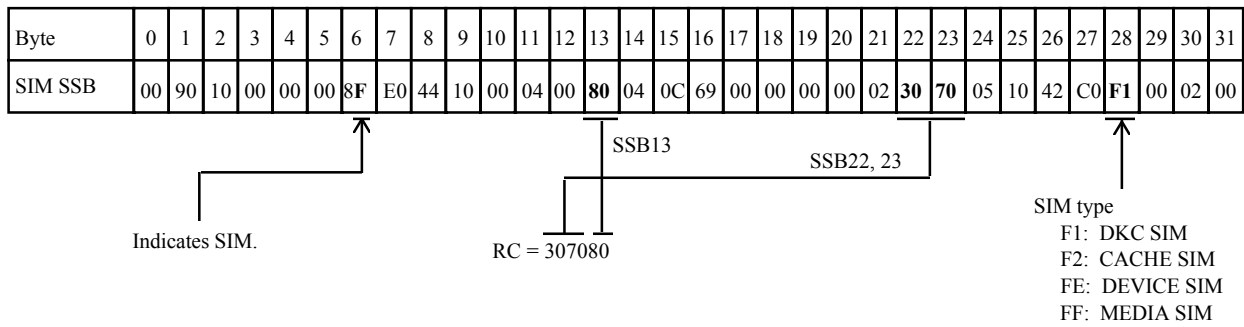 Byte 0 1 2 3 4 5 6 7 8 9 10 11 12 13 14 15 16 17 18 19 20 21 22 23 24 25 26 27 28 29 30 31
SIM SSB 00 90 10 00 00 00 8F E0 44 10 00 04 00 80 04 0C 69 00 00 00 00 02 30 70 05 10 42 C0 F1 00 02 00
SSB13
SSB22, 23
Indicates SIM.
RC = 307080
SIM type
F1: DKC SIM
F2: CACHE SIM
FE: DEVICE SIM
FF: MEDIA SIM